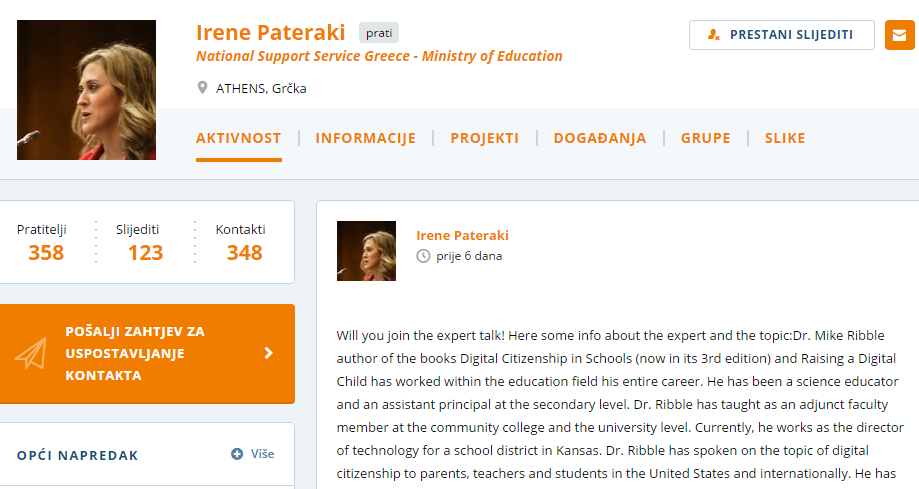 Irene Pateraki prati
National Support Service Greece - Ministry of Education
ATHENS, Grčka
PRESTANI SLIJEDITI
AKTIVNOST INFORMACIJE PROJEKTI DOGAĐANJA GRUPE SLIKE
Pratitelji Slijediti Kontakti
358 123 348
POŠALJI ZAHTJEV ZA
USPOSTAVLJANJE
KONTAKTA
OPĆI NAPREDAK Više
Irene Pateraki
prije 6 dana
Will you join the expert talk! Here some info about the expert and the topic:Dr. Mike Ribble
author of the books Digital Citizenship in Schools (now in its 3rd edition) and Raising a Digital
Child has worked within the education field his entire career. He has been a science educator
and an assistant principal at the secondary level. Dr. Ribble has taught as an adjunct faculty
member at the community college and the university level. Currently, he works as the director
of technology for a school district in Kansas. Dr. Ribble has spoken on the topic of digital
citizenship to parents, teachers and students in the United States and internationally. He has